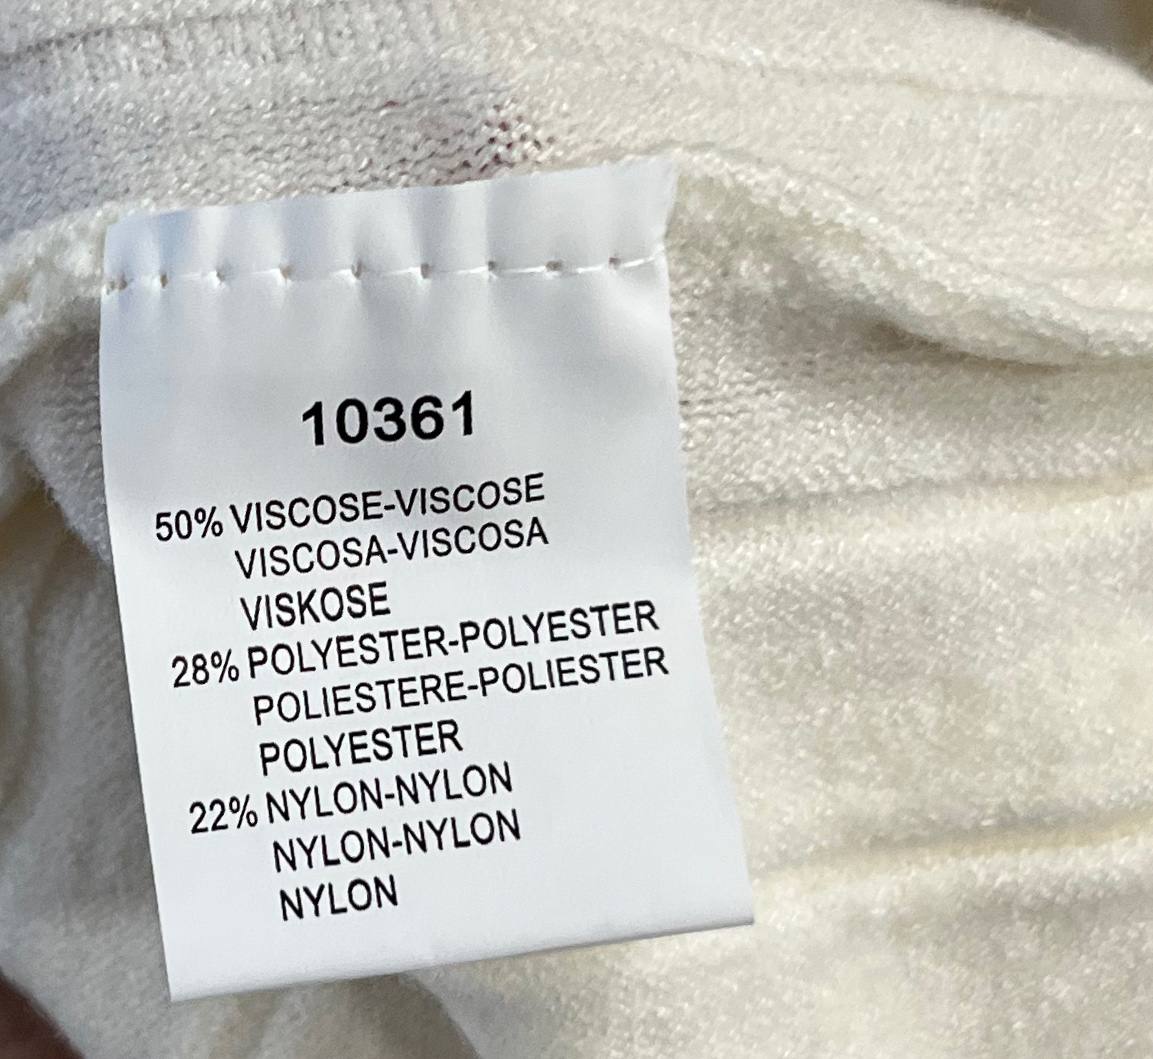 10361
50% VISCOSE-VISCOSE
VISCOSA-VISCOSA
VISKOSE
28% POLYESTER-POLYESTER
POLIESTERE-POLIESTER
POLYESTER
22% NYLON-NYLON
NYLON-NYLON
NYLON